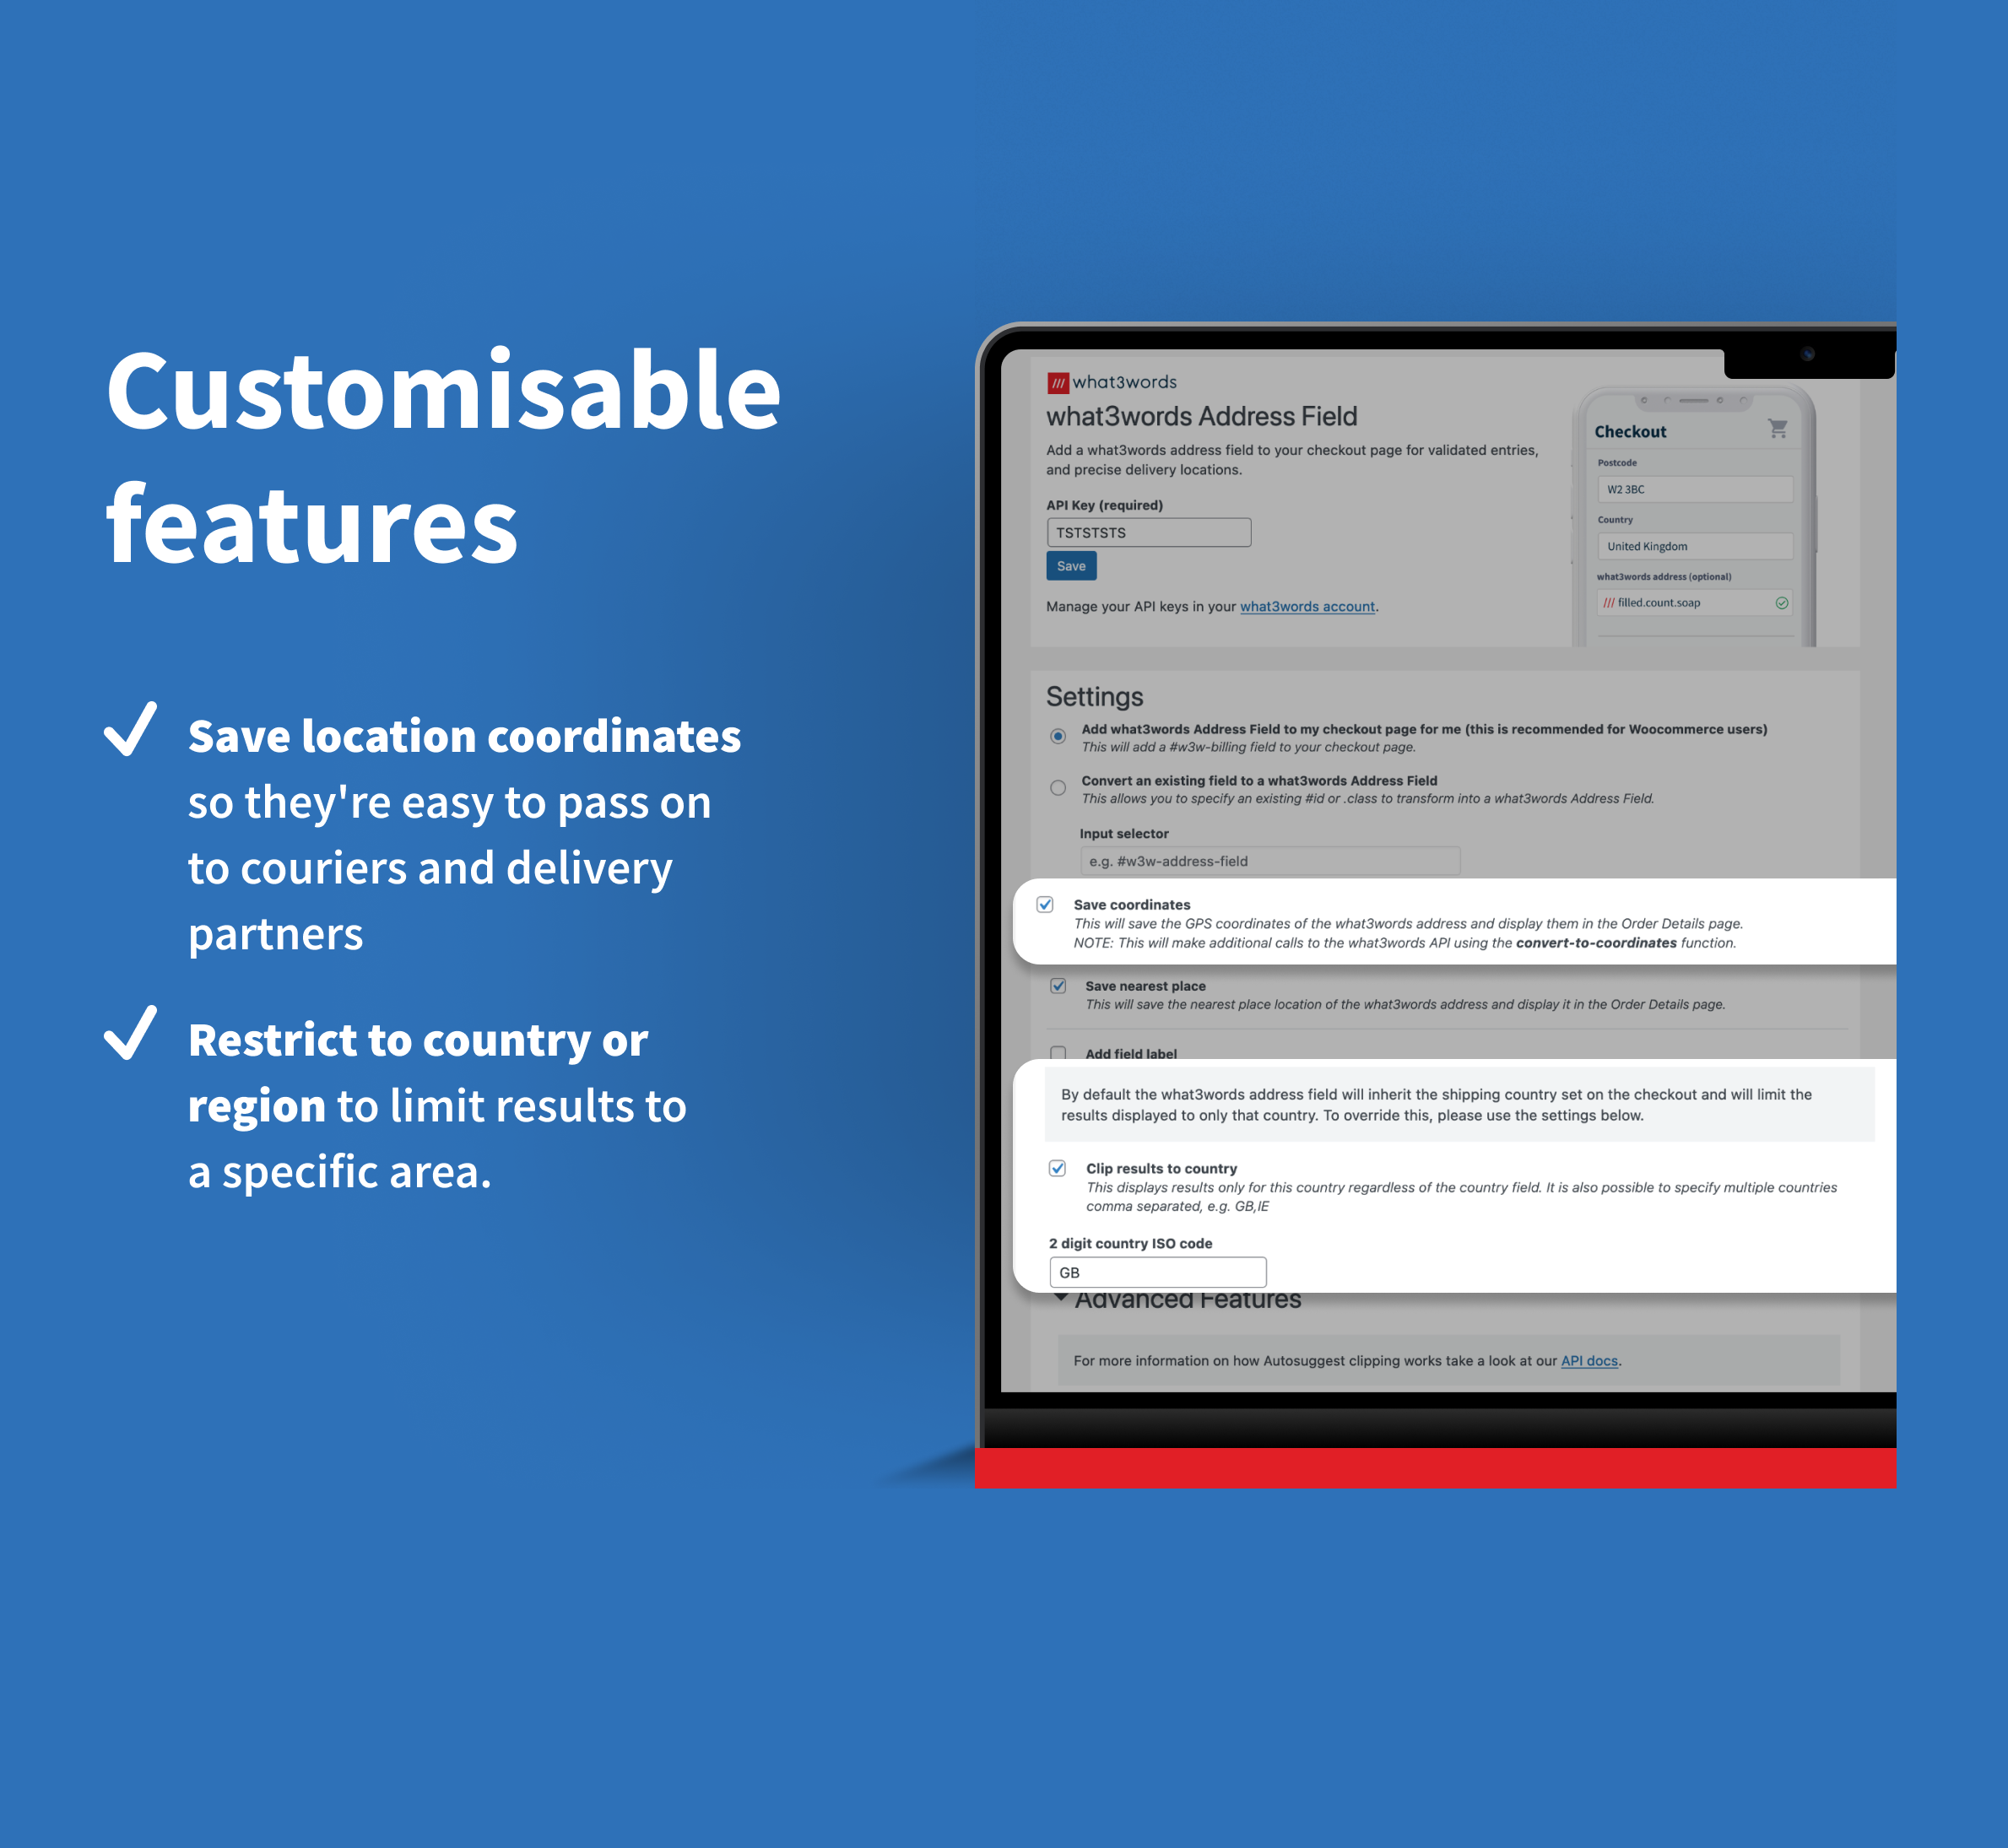 Customisable
features
Save location coordinates
so they're easy to pass on
to couriers and delivery
partners
Restrict to country or
region to limit results to
a specific area.
/// what3words
what3words Address Field
Add a what3words address field to your checkout page for validated entries,
and precise delivery locations.
API Key (required)
TSTSTSTS
Save
Manage your API keys in your what3words account.
Checkout
Postcode
W2 3BC
Country
United Kingdom
what3words address (optional)
/// filled.count.soap
Settings
Add what3words Address Field to my checkout page for me (this is recommended for Woocommerce users)
This will add a #w3w-billing field to your checkout page.
Convert an existing field to a what3words Address Field
This allows you to specify an existing #id or .class to transform into a what3words Address Field.
Input selector
e.g. #w3w-address-field
Save coordinates
This will save the GPS coordinates of the what3words address and display them in the Order Details page.
NOTE: This will make additional calls to the what3words API using the convert-to-coordinates function.
Save nearest place
This will save the nearest place location of the what3words address and display it in the Order Details page.
Add field label
By default the what3words address field will inherit the shipping country set on the checkout and will limit the
results displayed to only that country. To override this, please use the settings below.
Clip results to country
This displays results only for this country regardless of the country field. It is also possible to specify multiple countries
comma separated, e.g. GB,IE
2 digit country ISO code
GB
Advanced Features
For more information on how Autosuggest clipping works take a look at our API docs.